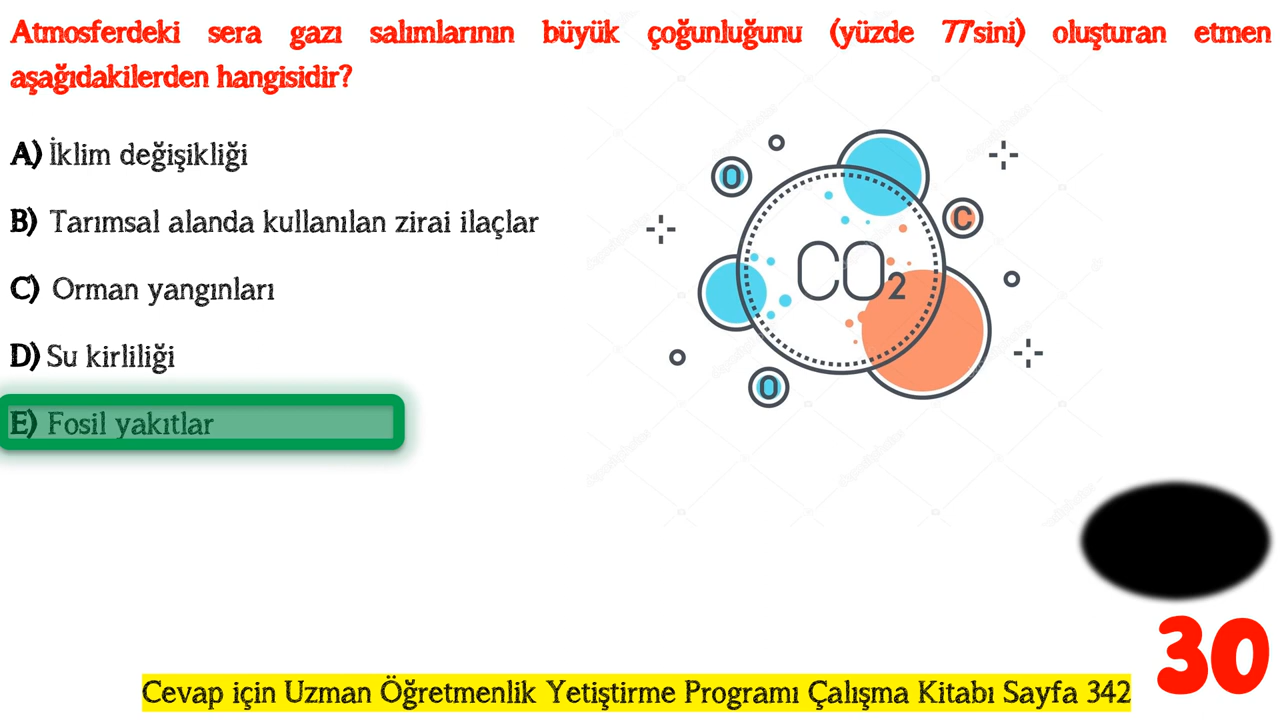 Atmosferdeki sera gazı salımlarının büyük çoğunluğunu (yüzde 77'sini) oluşturan etmen
aşağıdakilerden hangisidir?
A) İklim değişikliği
B) Tarımsal alanda kullanılan zirai ilaçlar
C) Orman yangınları
D) Su kirliliği
E) Fosil yakıtlar
O
C
CO2
O
30
Cevap için Uzman Öğretmenlik Yetiştirme Programı Çalışma Kitabı Sayfa 342